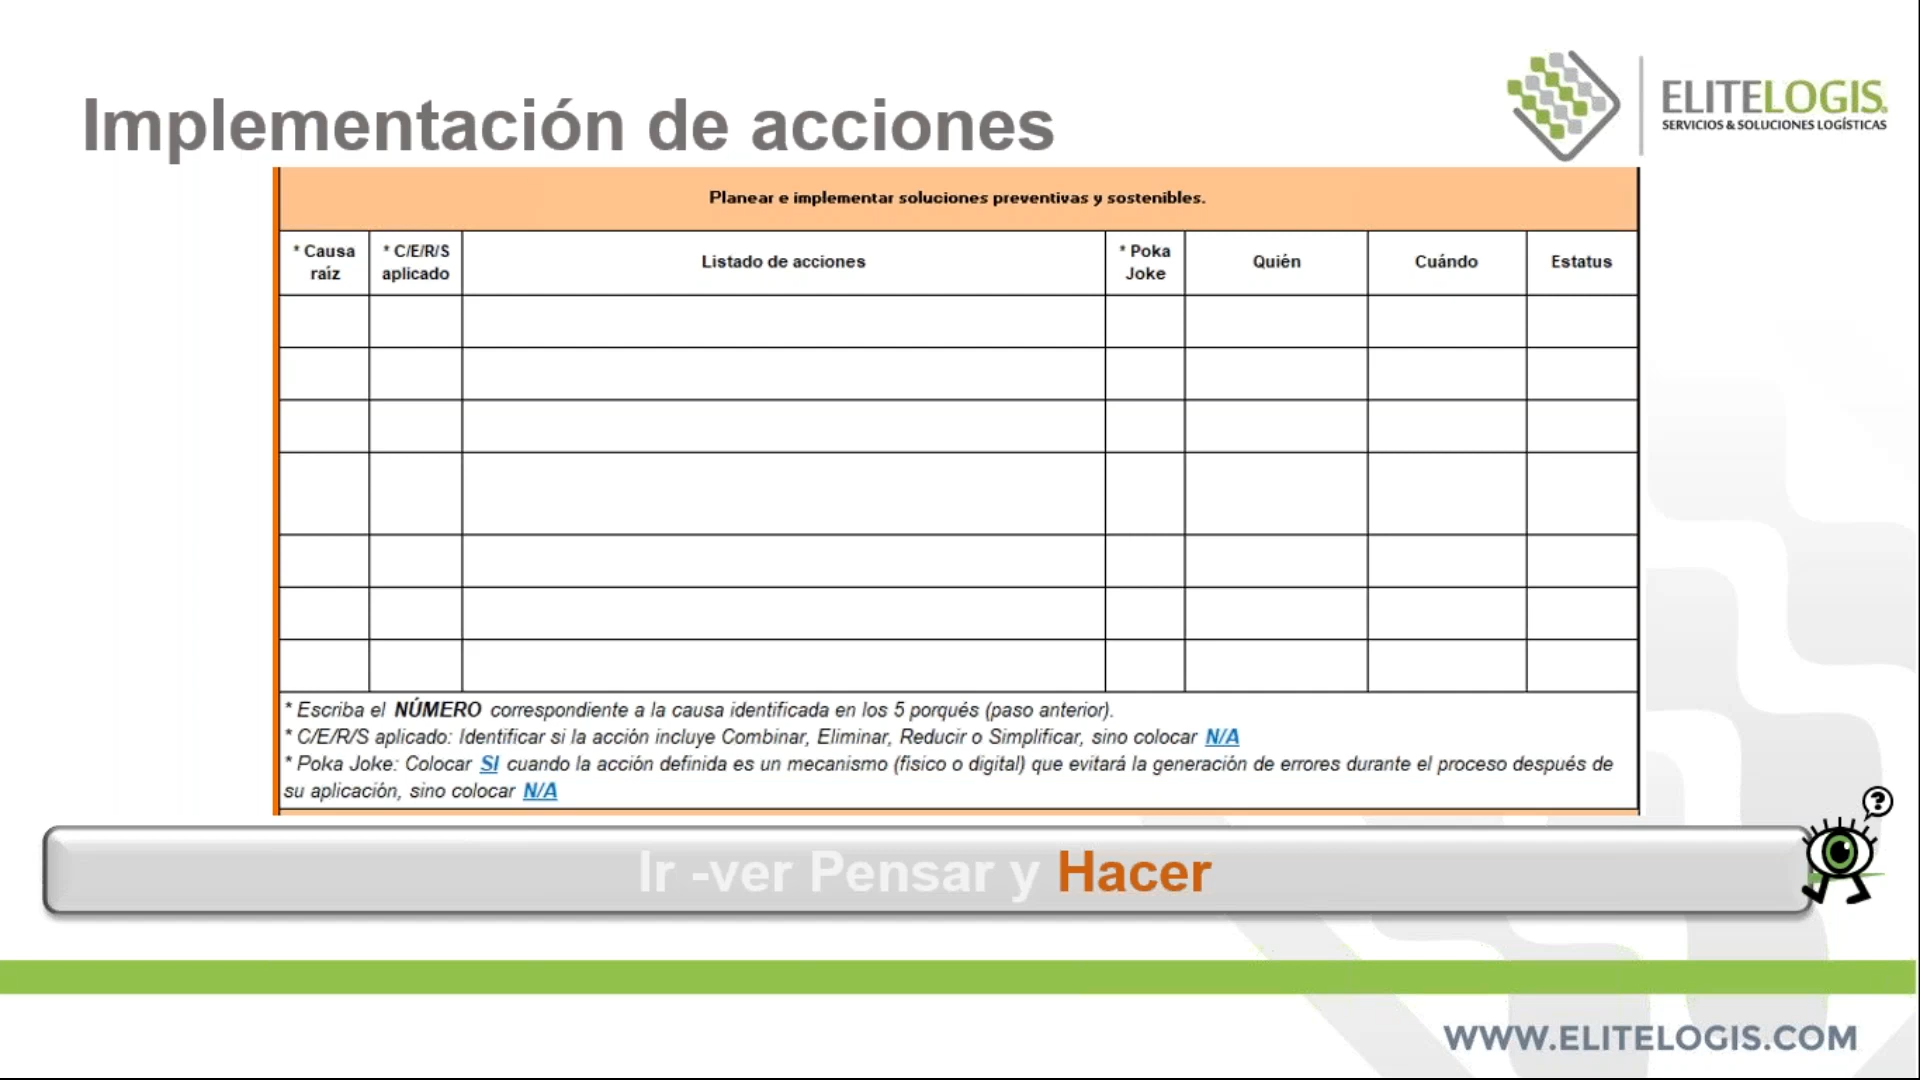 Implementación de acciones
ELITELOGIS
SERVICIOS & SOLUCIONES LOGÍSTICAS
Planear e implementar soluciones preventivas y sostenibles.
* Causa raíz
* C/E/R/S aplicado
Listado de acciones
* Poka Joke
Quién
Cuándo
Estatus
* Escriba el NÚMERO correspondiente a la causa identificada en los 5 porqués (paso anterior).
* C/E/R/S aplicado: Identificar si la acción incluye Combinar, Eliminar, Reducir o Simplificar, sino colocar N/A
* Poka Joke: Colocar SI cuando la acción definida es un mecanismo (fisico o digital) que evitará la generación de errores durante el proceso después de
su aplicación, sino colocar N/A
?
Ir -ver Pensar y Hacer
WWW.ELITELOGIS.COM